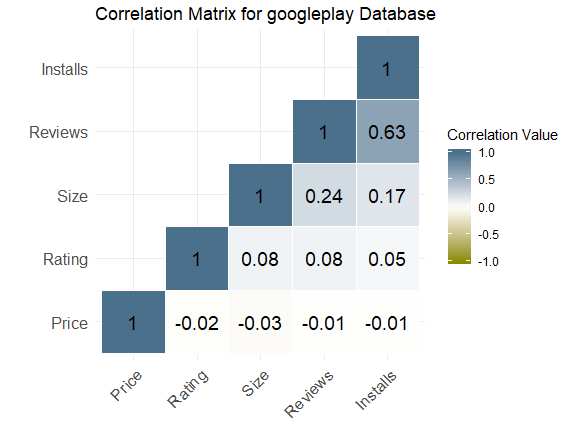 Correlation Matrix for googleplay Database
Installs 1
Reviews 1 0.63
Size 1 0.24 0.17
Rating 1 0.08 0.08 0.05
Price 1 -0.02 -0.03 -0.01 -0.01
Price Rating Size Reviews Installs
Correlation Value
1.0
0.5
0.0
-0.5
-1.0